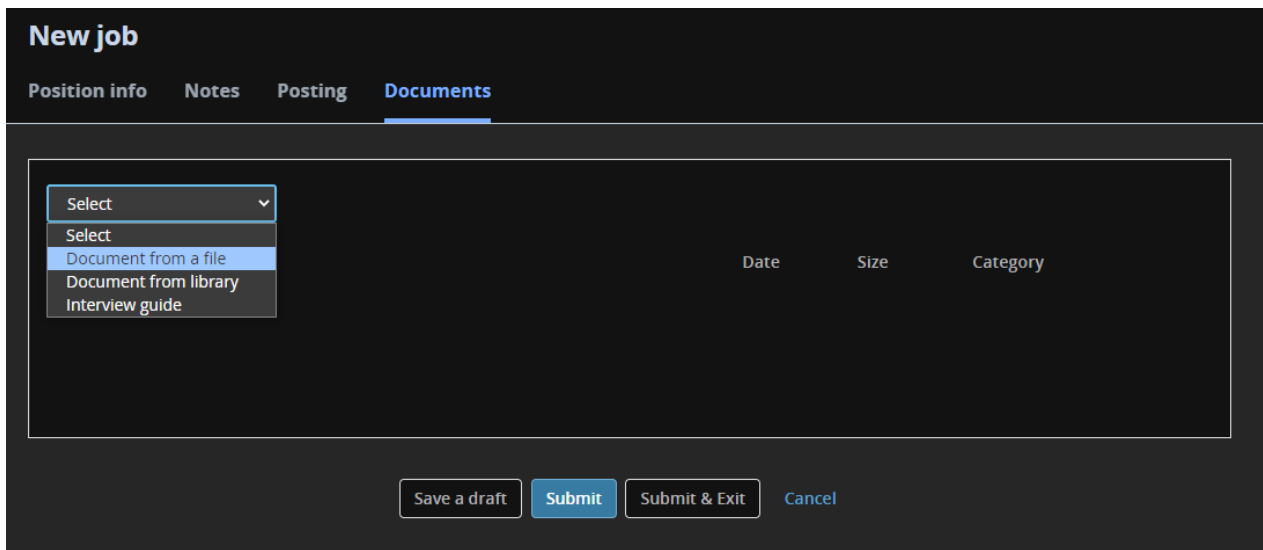 New job
Position info Notes Posting Documents
Select
Select
Document from a file
Date Size Category
Document from library
Interview guide
Save a draft Submit Submit & Exit Cancel